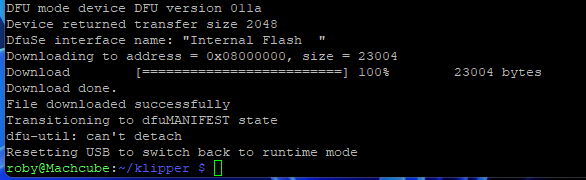 DFU mode device DFU version 011a
Device returned transfer size 2048
DfuSe interface name: "Internal Flash  "
Downloading to address = 0x08000000, size = 23004
Download        [=========================] 100%        23004 bytes
Download done.
File downloaded successfully
Transitioning to dfuMANIFEST state
dfu-util: can't detach
Resetting USB to switch back to runtime mode
roby@Machcube:~/klipper $